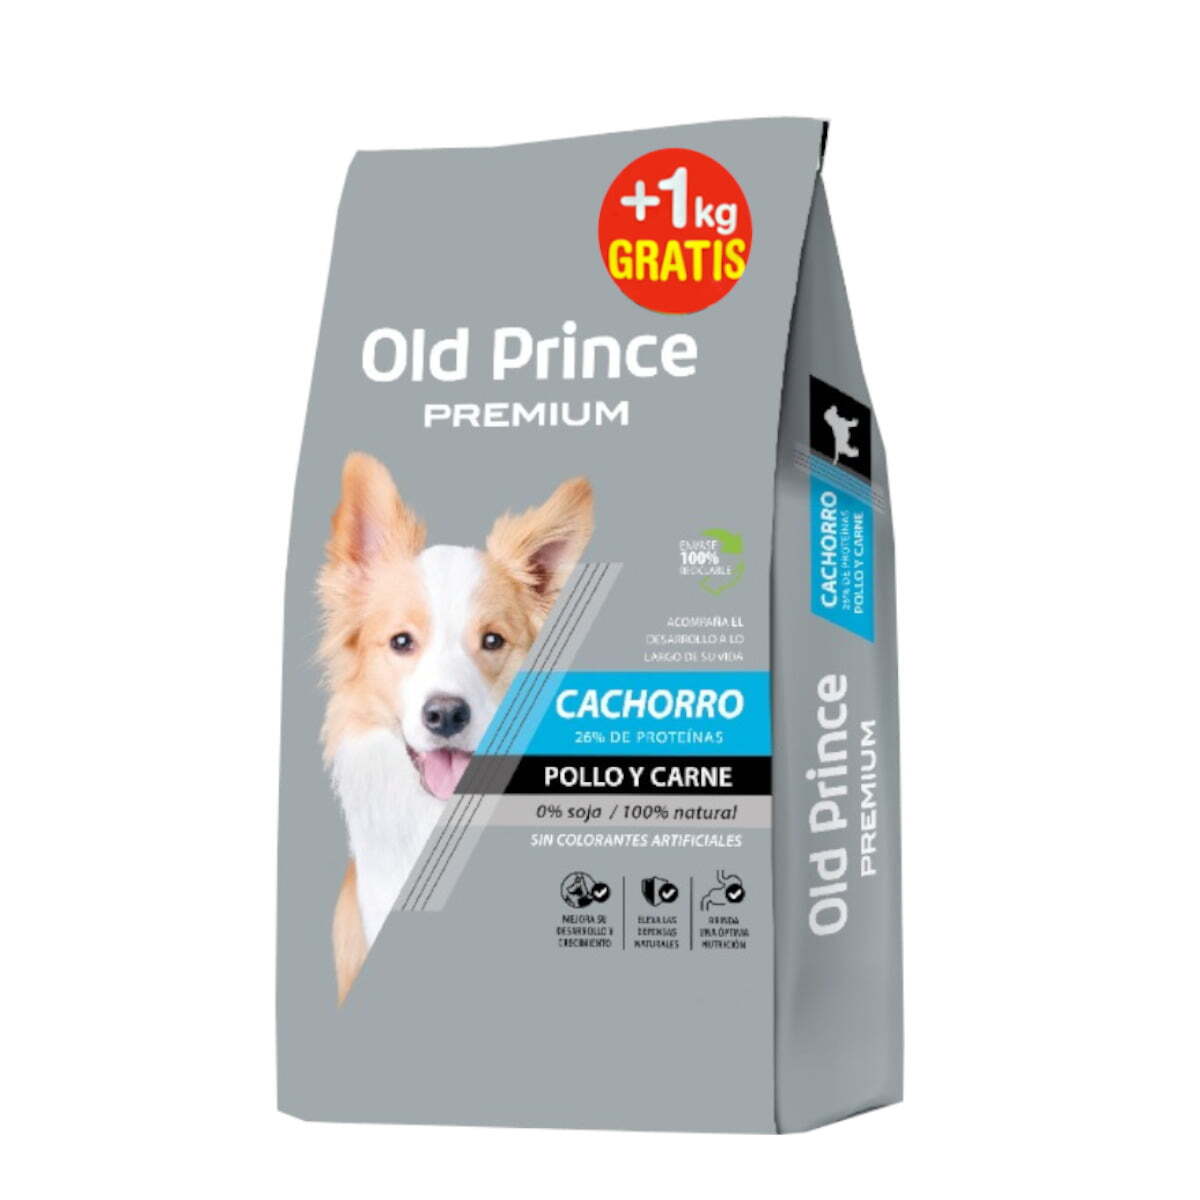 +1kg
GRATIS
Old Prince
PREMIUM
ENVASE
100%
RECICLABLE
ACOMPAÑA EL
DESARROLLO A LO
LARGO DE SU VIDA
CACHORRO
26% DE PROTEÍNAS
POLLO Y CARNE
0% soja / 100% natural
SIN COLORANTES ARTIFICIALES
MEJORA SU
DESARROLLO Y
CRECIMIENTO
ELEVA LAS
DEFENSAS
NATURALES
BRINDA
UNA ÓPTIMA
NUTRICIÓN
CACHORRO
26% DE PROTEÍNAS
POLLO Y CARNE
Old Prince
PREMIUM